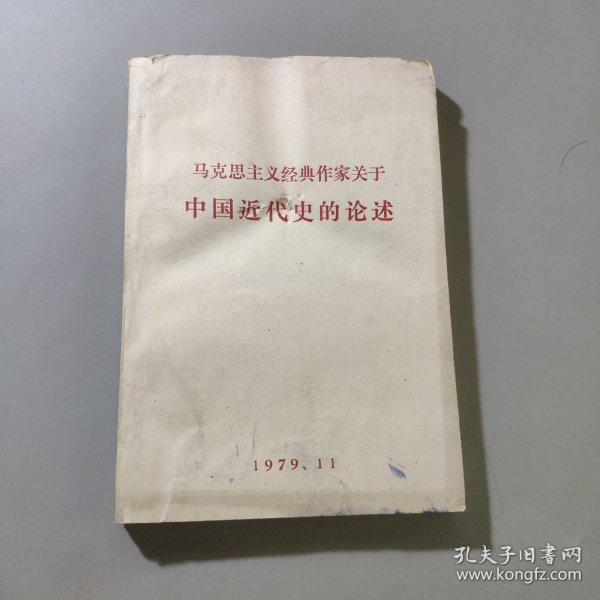 马克思主义经典作家关于
中国近代史的论述
1979、11
孔夫子旧书网
www.kongfz.com